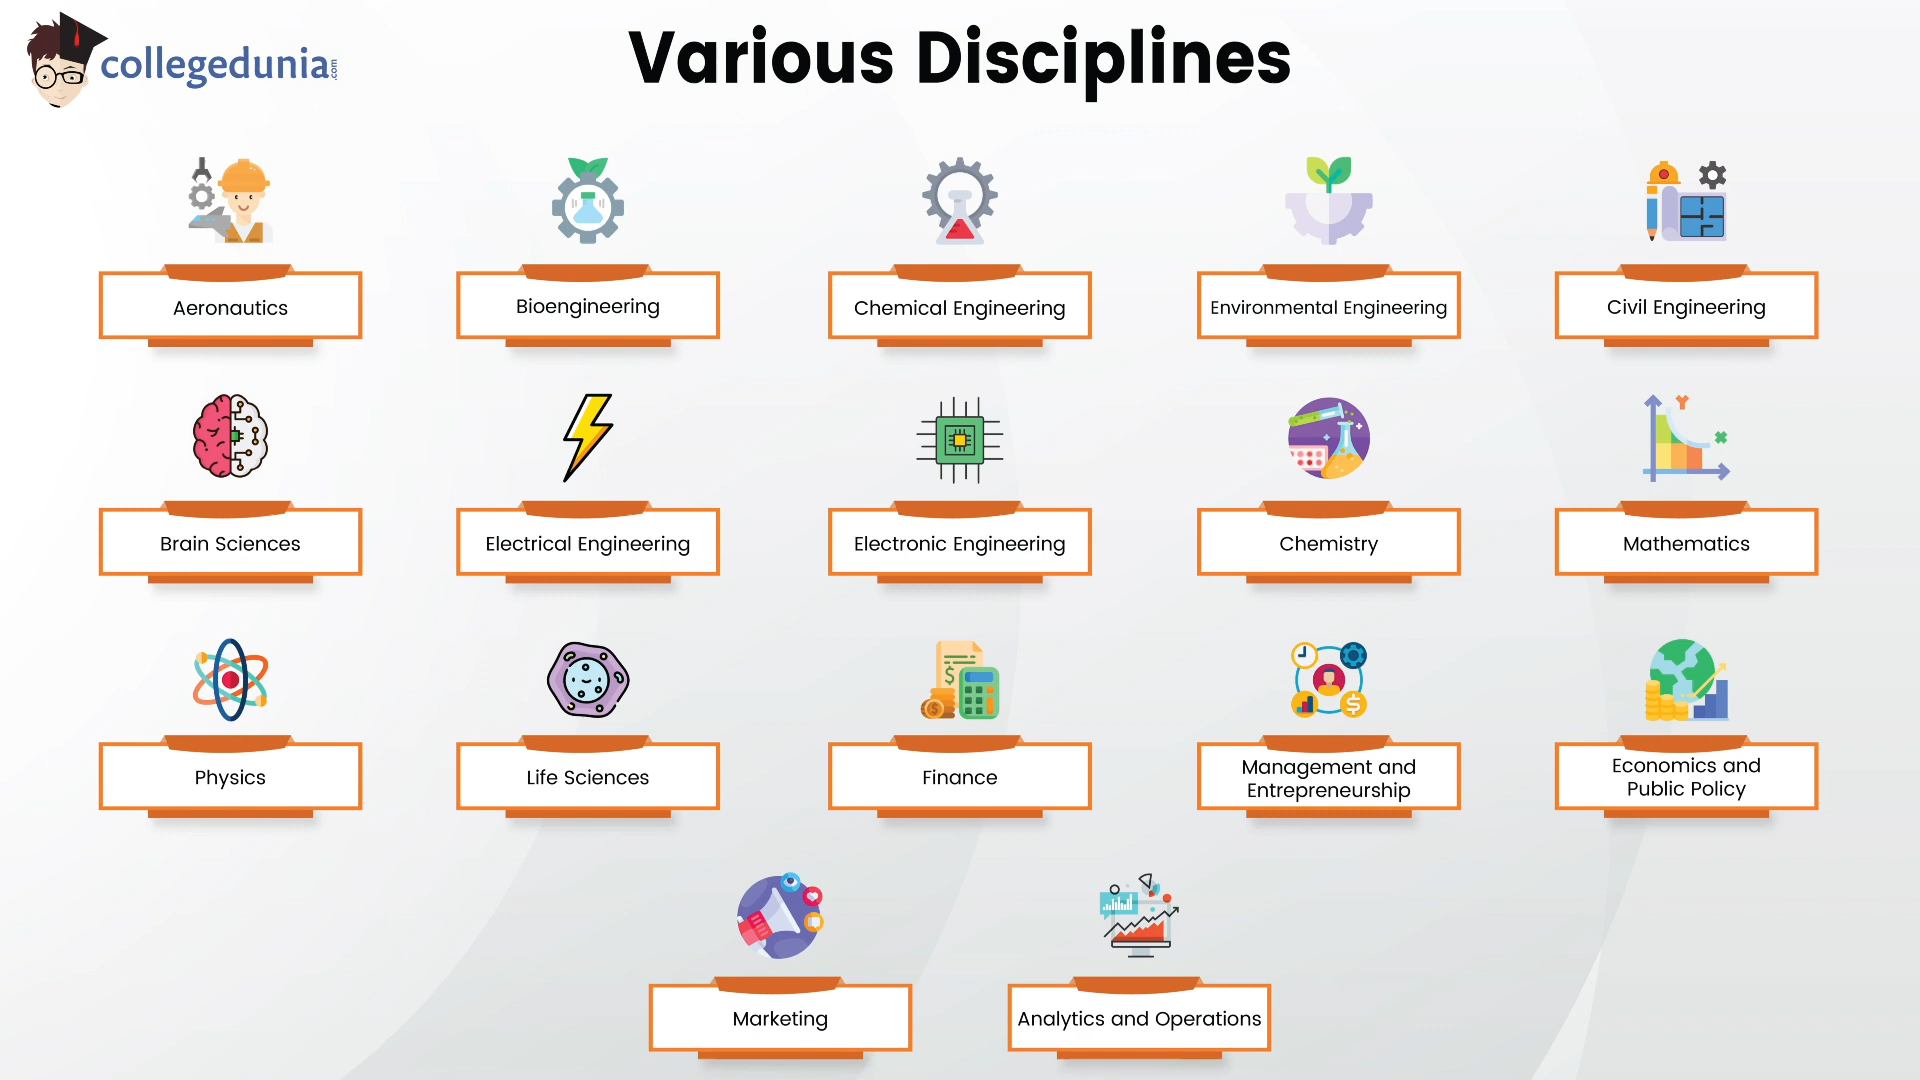 collegedunia.com
Various Disciplines
Aeronautics
Bioengineering
Chemical Engineering
Environmental Engineering
Civil Engineering
Brain Sciences
Electrical Engineering
Electronic Engineering
Chemistry
Mathematics
Physics
Life Sciences
Finance
Management and
Entrepreneurship
Economics and
Public Policy
Marketing
Analytics and Operations